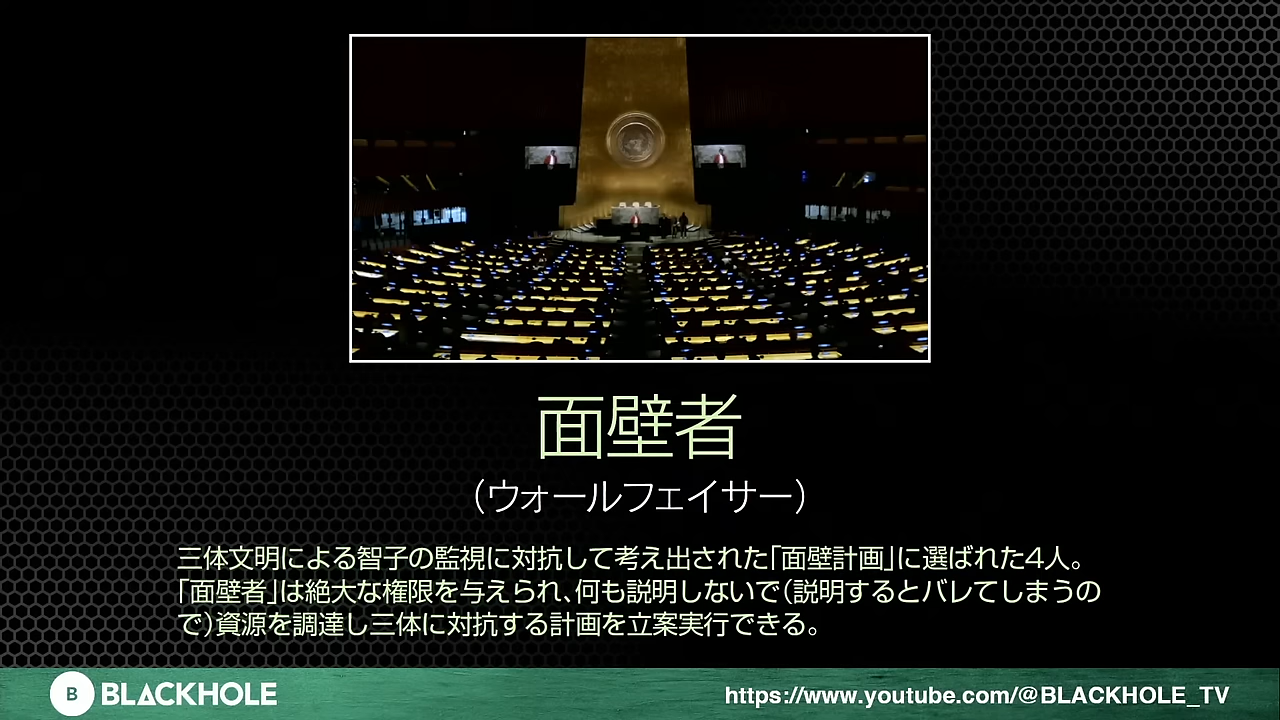 面壁者
（ウォールフェイサー）
三体文明による智子の監視に対抗して考え出された「面壁計画」に選ばれた4人。
「面壁者」は絶大な権限を与えられ、何も説明しないで（説明するとバレてしまうの
で）資源を調達し三体に対抗する計画を立案実行できる。
B BLACKHOLE
https://www.youtube.com/@BLACKHOLE_TV